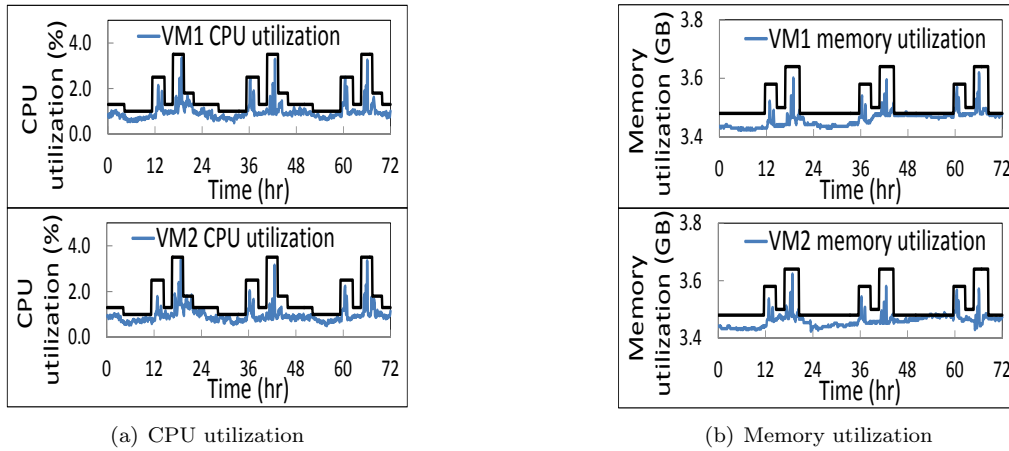 CPU
utilization (%)
4.0
2.0
0.0
VM1 CPU utilization
0 12 24 36 48 60 72
Time (hr)
CPU
utilization (%)
4.0
2.0
0.0
VM2 CPU utilization
0 12 24 36 48 60 72
Time (hr)
(a) CPU utilization
Memory
utilization (GB)
3.8
3.6
3.4
VM1 memory utilization
0 12 24 36 48 60 72
Time (hr)
Memory
utilization (GB)
3.8
3.6
3.4
VM2 memory utilization
0 12 24 36 48 60 72
Time (hr)
(b) Memory utilization